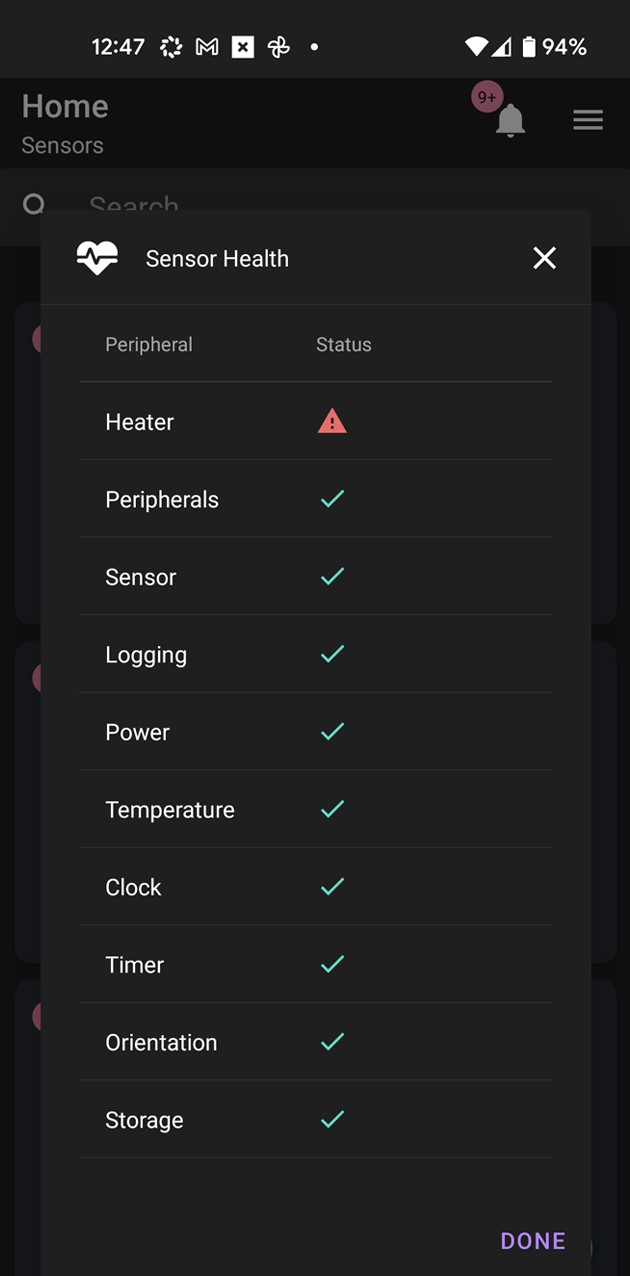 12:47 94%
Home
9+
Sensors
Search
Sensor Health
Peripheral Status
Heater
Peripherals
Sensor
Logging
Power
Temperature
Clock
Timer
Orientation
Storage
DONE